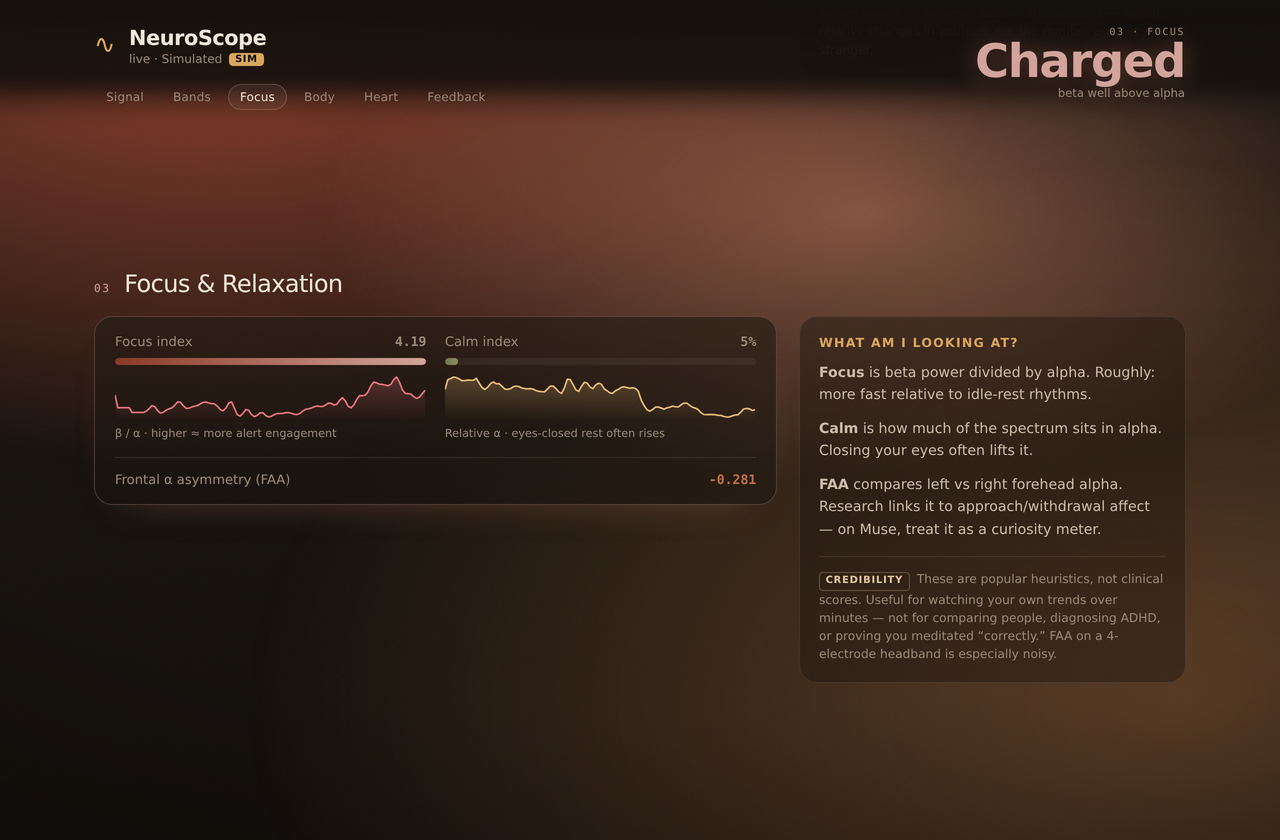 NeuroScope
live · Simulated SIM
03 · FOCUS
Charged
beta well above alpha
Signal Bands Focus Body Heart Feedback
03 Focus & Relaxation
Focus index 4.19
β / α · higher ≈ more alert engagement
Calm index 5%
Relative α · eyes-closed rest often rises
Frontal α asymmetry (FAA) -0.281
WHAT AM I LOOKING AT?
Focus is beta power divided by alpha. Roughly:
more fast relative to idle-rest rhythms.
Calm is how much of the spectrum sits in alpha.
Closing your eyes often lifts it.
FAA compares left vs right forehead alpha.
Research links it to approach/withdrawal affect
— on Muse, treat it as a curiosity meter.
CREDIBILITY These are popular heuristics, not clinical
scores. Useful for watching your own trends over
minutes — not for comparing people, diagnosing ADHD,
or proving you meditated “correctly.” FAA on a 4-
electrode headband is especially noisy.